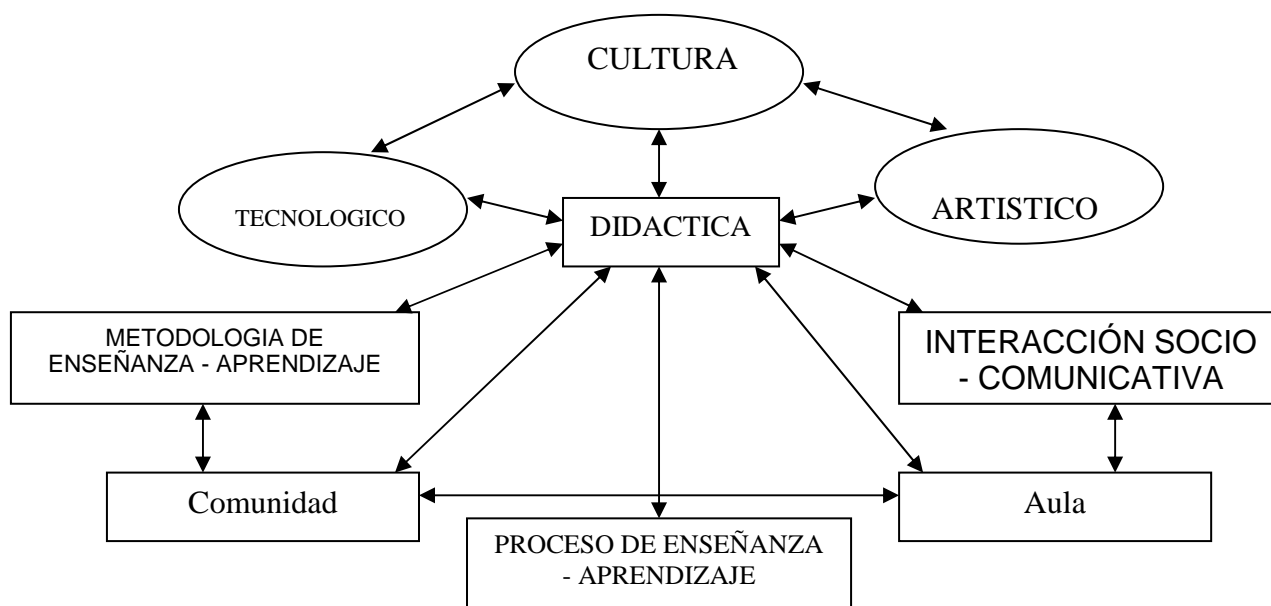 CULTURA
TECNOLOGICO
DIDACTICA
ARTISTICO
METODOLOGIA DE
ENSEÑANZA - APRENDIZAJE
INTERACCIÓN SOCIO
- COMUNICATIVA
Comunidad
Aula
PROCESO DE ENSEÑANZA
- APRENDIZAJE